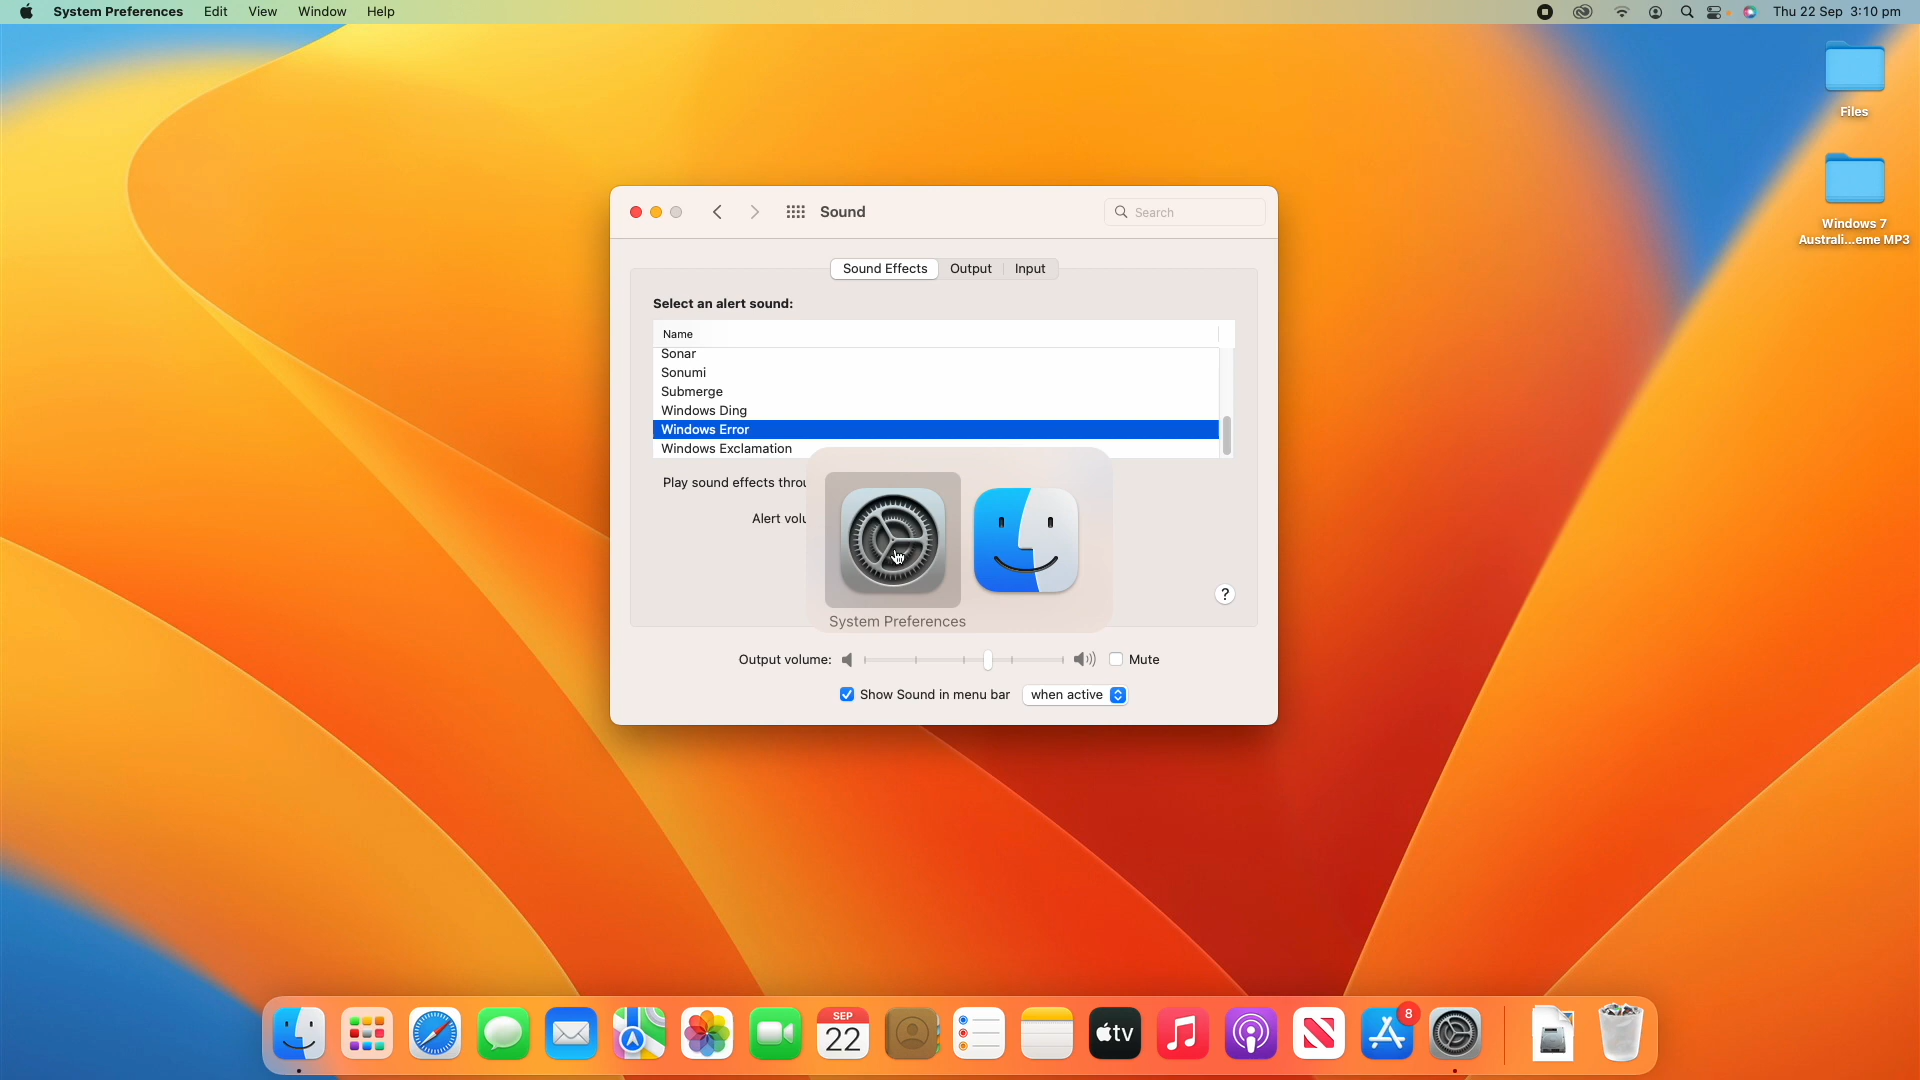 System Preferences Edit View Window Help
Thu 22 Sep 3:10 pm
Files
Windows 7
Australi...eme MP3
Sound
Search
Sound Effects Output Input
Select an alert sound:
Name
Sonar
Sonumi
Submerge
Windows Ding
Windows Error
Windows Exclamation
Play sound effects throu
Alert volu
System Preferences
?
Output volume:
Mute
Show Sound in menu bar when active
SEP
22
tv
8